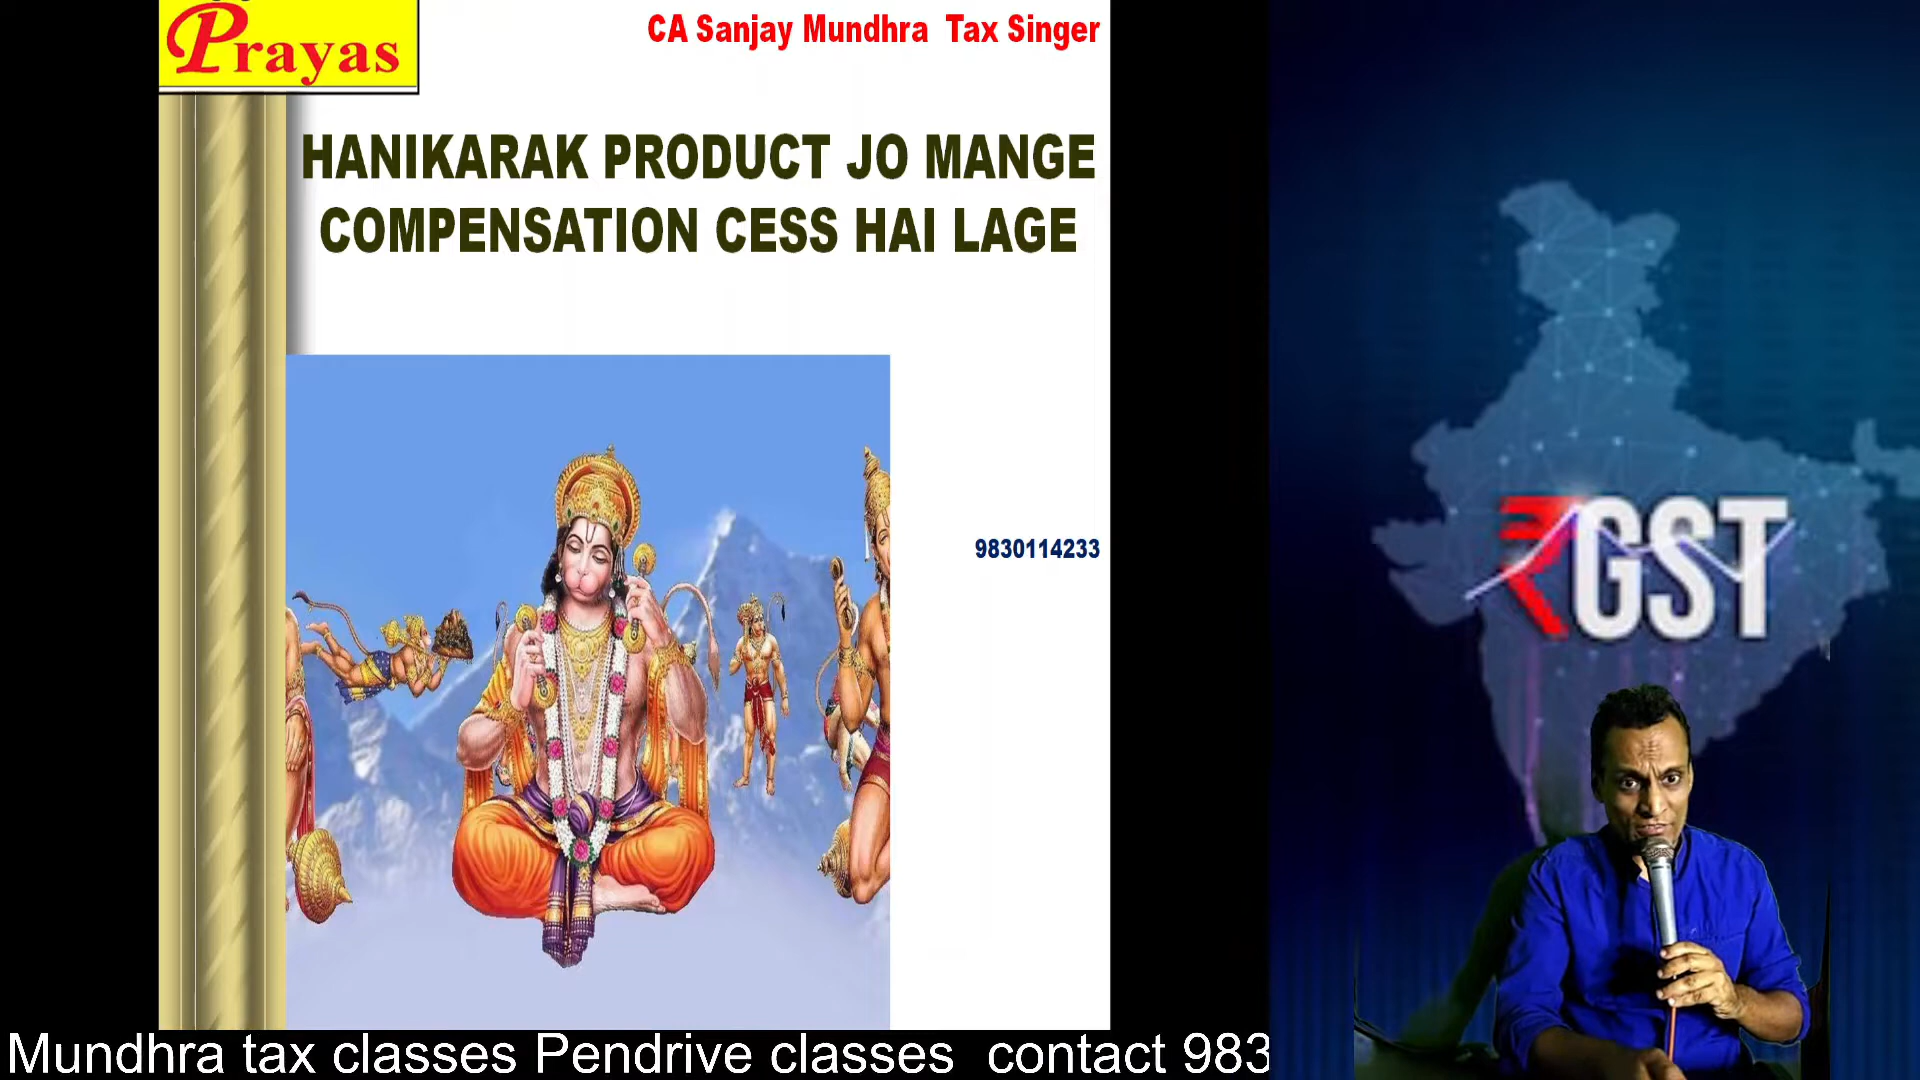 Prayas
CA Sanjay Mundhra Tax Singer
HANIKARAK PRODUCT JO MANGE
COMPENSATION CESS HAI LAGE
9830114233
₹GST
Mundhra tax classes Pendrive classes contact 983